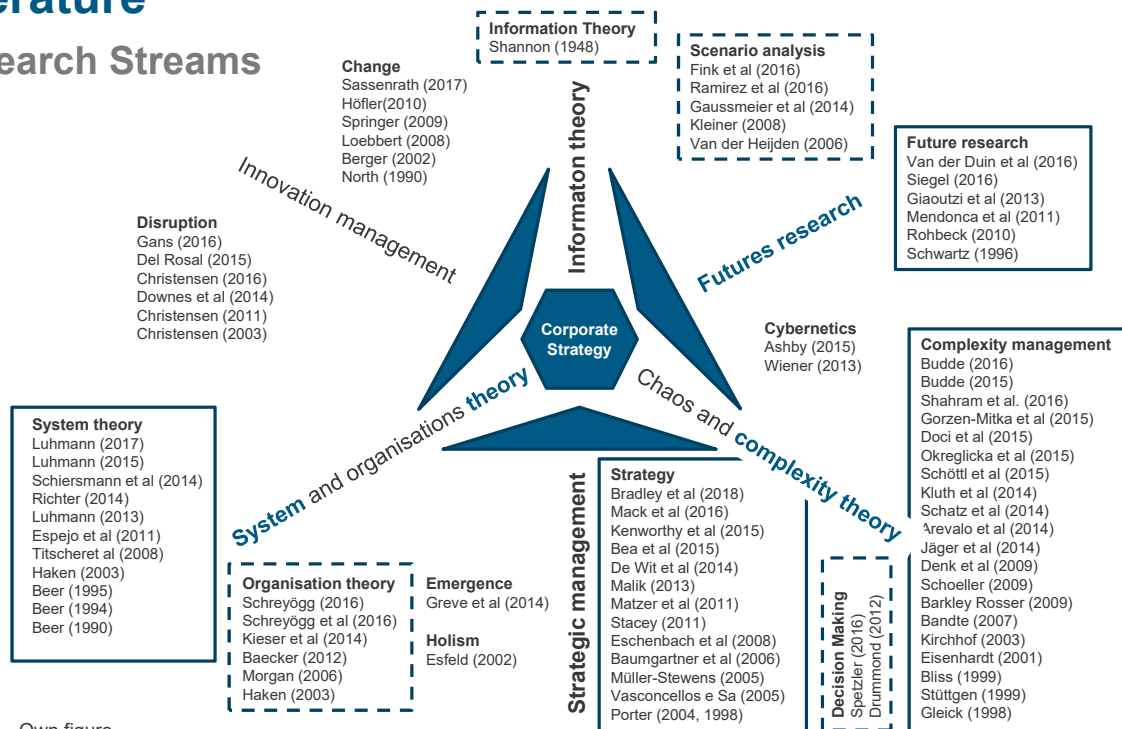 erature
earch Streams
Information Theory
Shannon (1948)
Scenario analysis
Fink et al (2016)
Ramirez et al (2016)
Gaussmeier et al (2014)
Kleiner (2008)
Van der Heijden (2006)
Change
Sassenrath (2017)
Höfler(2010)
Springer (2009)
Loebbert (2008)
Berger (2002)
North (1990)
Future research
Van der Duin et al (2016)
Siegel (2016)
Giaoutzi et al (2013)
Mendonca et al (2011)
Rohbeck (2010)
Schwartz (1996)
Innovation management
Informaton theory
Futures research
Disruption
Gans (2016)
Del Rosal (2015)
Christensen (2016)
Downes et al (2014)
Christensen (2011)
Christensen (2003)
Corporate
Strategy
Cybernetics
Ashby (2015)
Wiener (2013)
Complexity management
Budde (2016)
Budde (2015)
Shahram et al. (2016)
Gorzen-Mitka et al (2015)
Doci et al (2015)
Okreglicka et al (2015)
Schöttl et al (2015)
Kluth et al (2014)
Schatz et al (2014)
Arevalo et al (2014)
Jäger et al (2014)
Denk et al (2009)
Schoeller (2009)
Barkley Rosser (2009)
Bandte (2007)
Kirchhof (2003)
Eisenhardt (2001)
Bliss (1999)
Stüttgen (1999)
Gleick (1998)
System and organisations theory
Chaos and complexity theory
System theory
Luhmann (2017)
Luhmann (2015)
Schiersmann et al (2014)
Richter (2014)
Luhmann (2013)
Espejo et al (2011)
Titscheret al (2008)
Haken (2003)
Beer (1995)
Beer (1994)
Beer (1990)
Organisation theory
Schreyögg (2016)
Schreyögg et al (2016)
Kieser et al (2014)
Baecker (2012)
Morgan (2006)
Haken (2003)
Emergence
Greve et al (2014)
Holism
Esfeld (2002)
Strategic management
Strategy
Bradley et al (2018)
Mack et al (2016)
Kenworthy et al (2015)
Bea et al (2015)
De Wit et al (2014)
Malik (2013)
Matzer et al (2011)
Stacey (2011)
Eschenbach et al (2008)
Baumgartner et al (2006)
Müller-Stewens (2005)
Vasconcellos e Sa (2005)
Porter (2004, 1998)
Decision Making
Spetzler (2016)
Drummond (2012)
Own figure